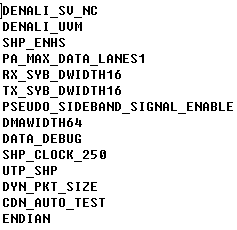 DENALI_SV_NC
DENALI_UVM
SHP_ENHS
PA_MAX_DATA_LANES1
RX_SYB_DWIDTH16
TX_SYB_DWIDTH16
PSEUDO_SIDEBAND_SIGNAL_ENABLE
DMAWIDTH64
DATA_DEBUG
SHP_CLOCK_250
UTP_SHP
DYN_PKT_SIZE
CDN_AUTO_TEST
ENDIAN